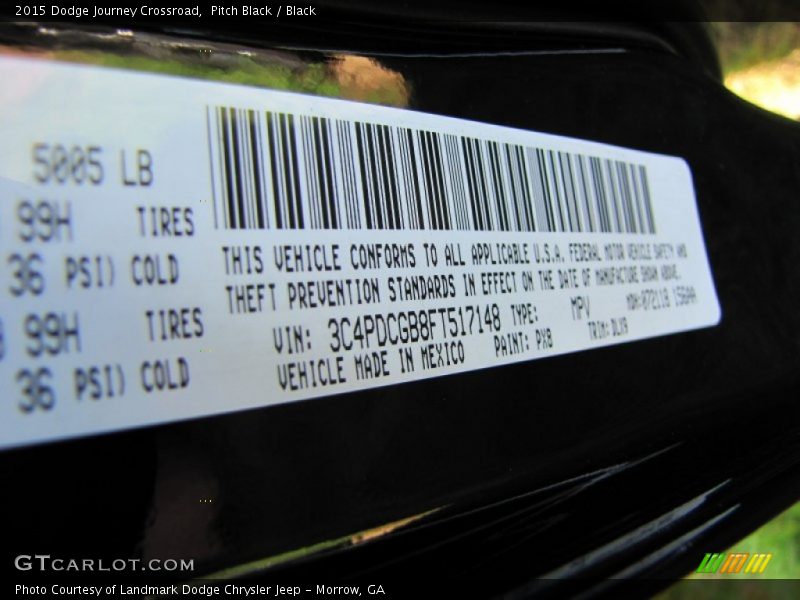 2015 Dodge Journey Crossroad, Pitch Black / Black
5005 LB
99H TIRES
36 PSI) COLD
99H TIRES
36 PSI) COLD
THIS VEHICLE CONFORMS TO ALL APPLICABLE U.S.A. FEDERAL MOTOR VEHICLE SAFETY AND
THEFT PREVENTION STANDARDS IN EFFECT ON THE DATE OF MANUFACTURE SHOWN ABOVE.
VIN: 3C4PDCGB8FT517148 TYPE: MPV
VEHICLE MADE IN MEXICO PAINT: PX8 TRIM: DLX9
GTCARLOT.COM
Photo Courtesy of Landmark Dodge Chrysler Jeep - Morrow, GA